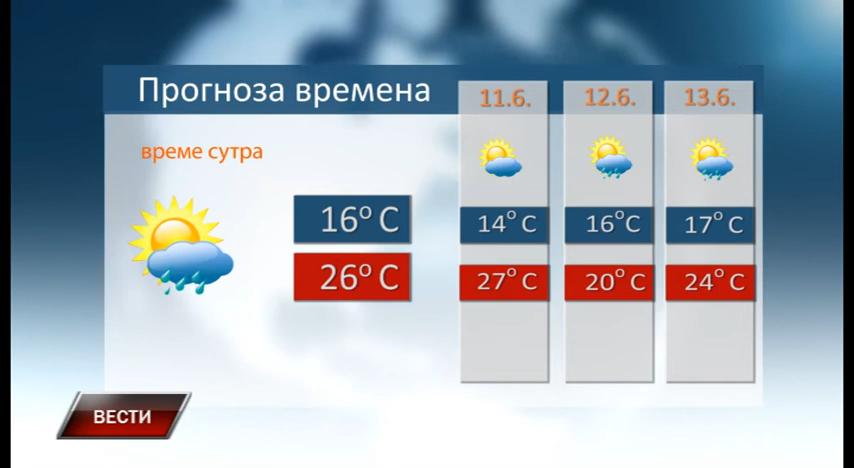 Прогноза времена
време сутра
16° C
26° C
11.6.
12.6.
13.6.
14° C
16°C
17° C
27° C
20° C
24° C
ВЕСТИ